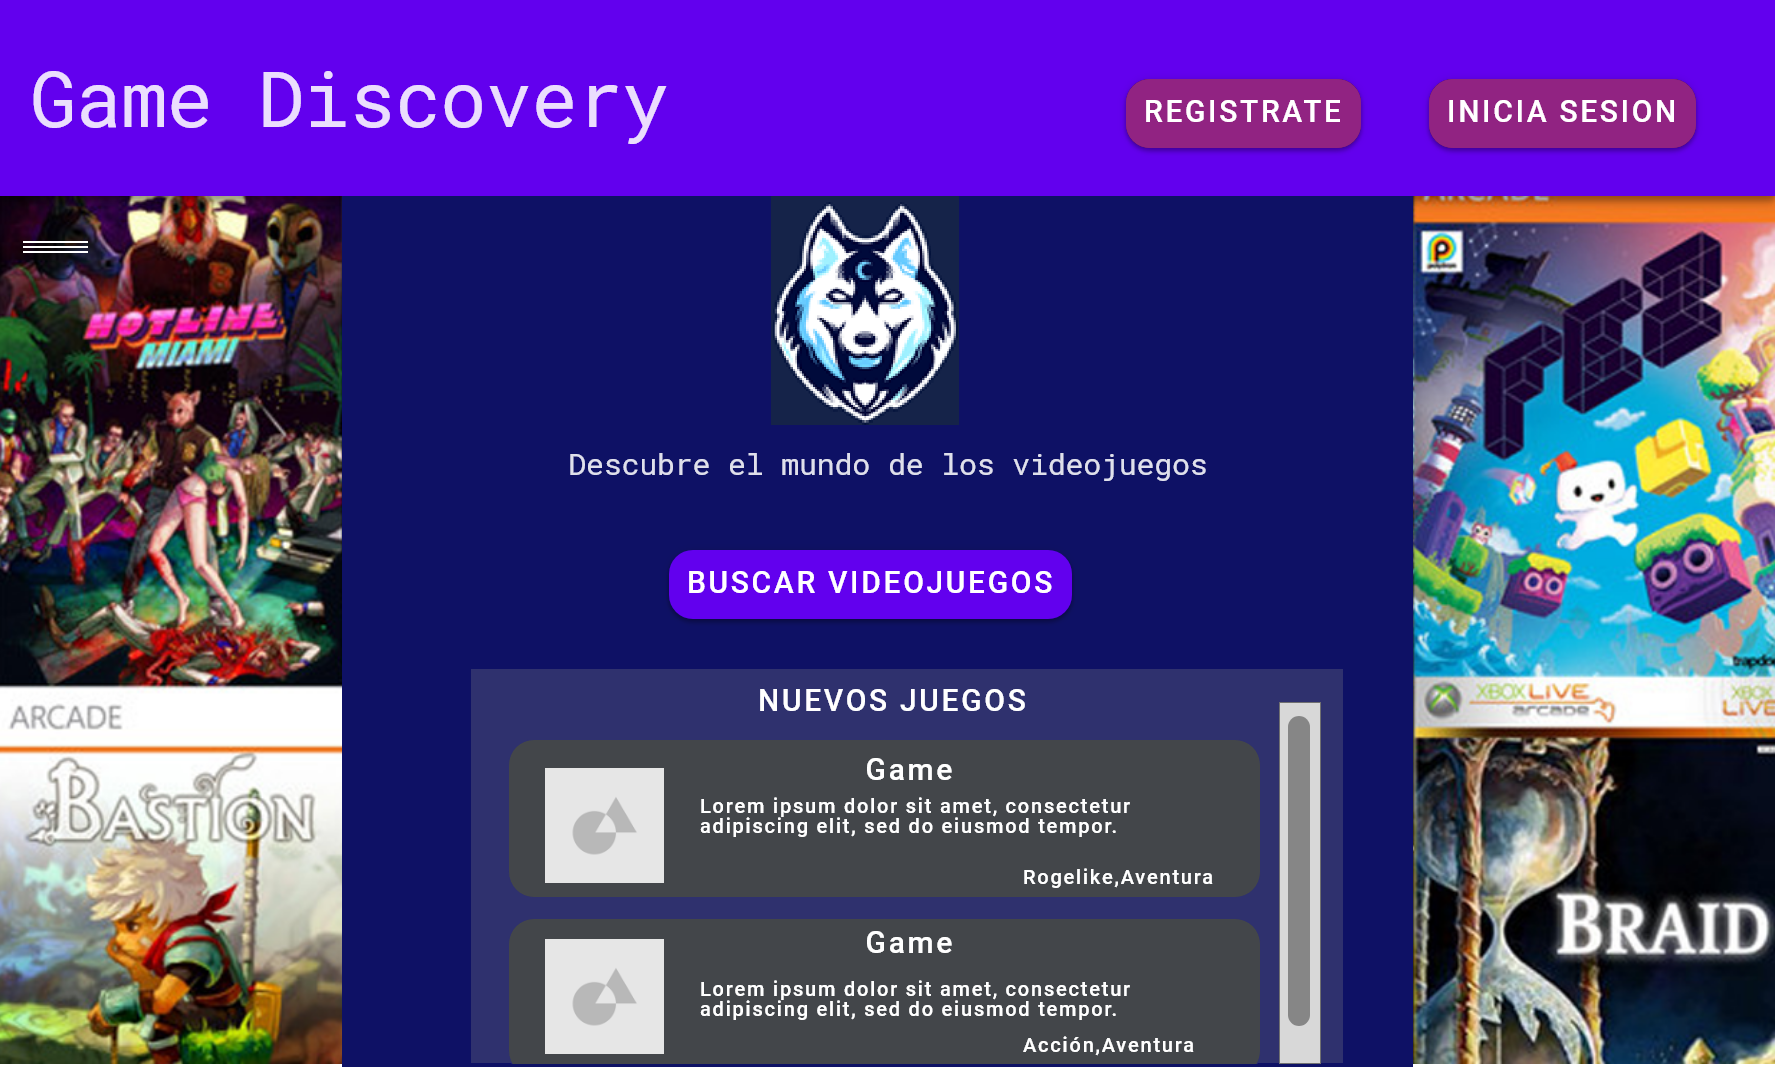 Game Discovery
REGISTRATE
INICIA SESION
HOTLINE
MIAMI
ARCADE
BASTION
Descubre el mundo de los videojuegos
BUSCAR VIDEOJUEGOS
NUEVOS JUEGOS
Game
Lorem ipsum dolor sit amet, consectetur
adipiscing elit, sed do eiusmod tempor.
Rogelike,Aventura
Game
Lorem ipsum dolor sit amet, consectetur
adipiscing elit, sed do eiusmod tempor.
Acción,Aventura
ARCADE
FEZ
XBOX LIVE
arcade
XBOX
LIVE
BRAID